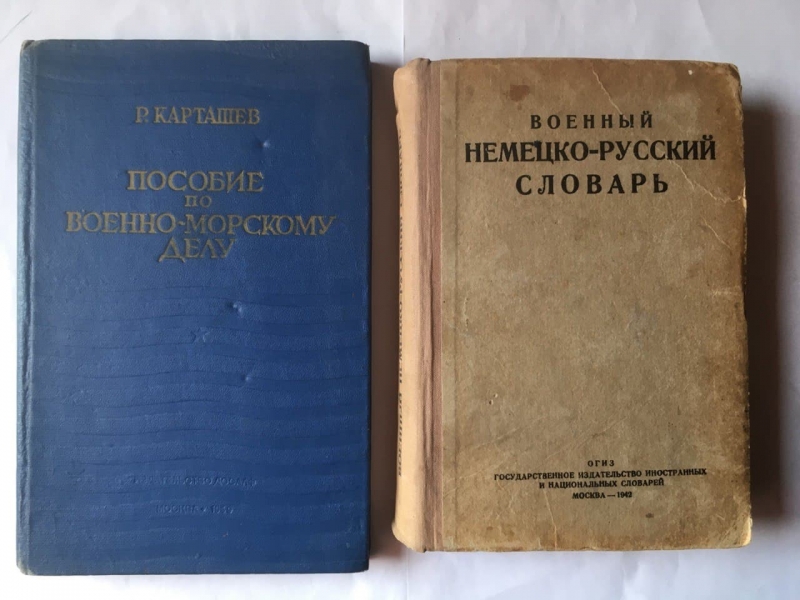 Р. КАРТАШЕВ
ПОСОБИЕ
ПО
ВОЕННО-МОРСКОМУ
ДЕЛУ
ВОЕННЫЙ
НЕМЕЦКО-РУССКИЙ
СЛОВАРЬ
ОГИЗ
ГОСУДАРСТВЕННОЕ ИЗДАТЕЛЬСТВО ИНОСТРАННЫХ
И НАЦИОНАЛЬНЫХ СЛОВАРЕЙ
МОСКВА — 1942